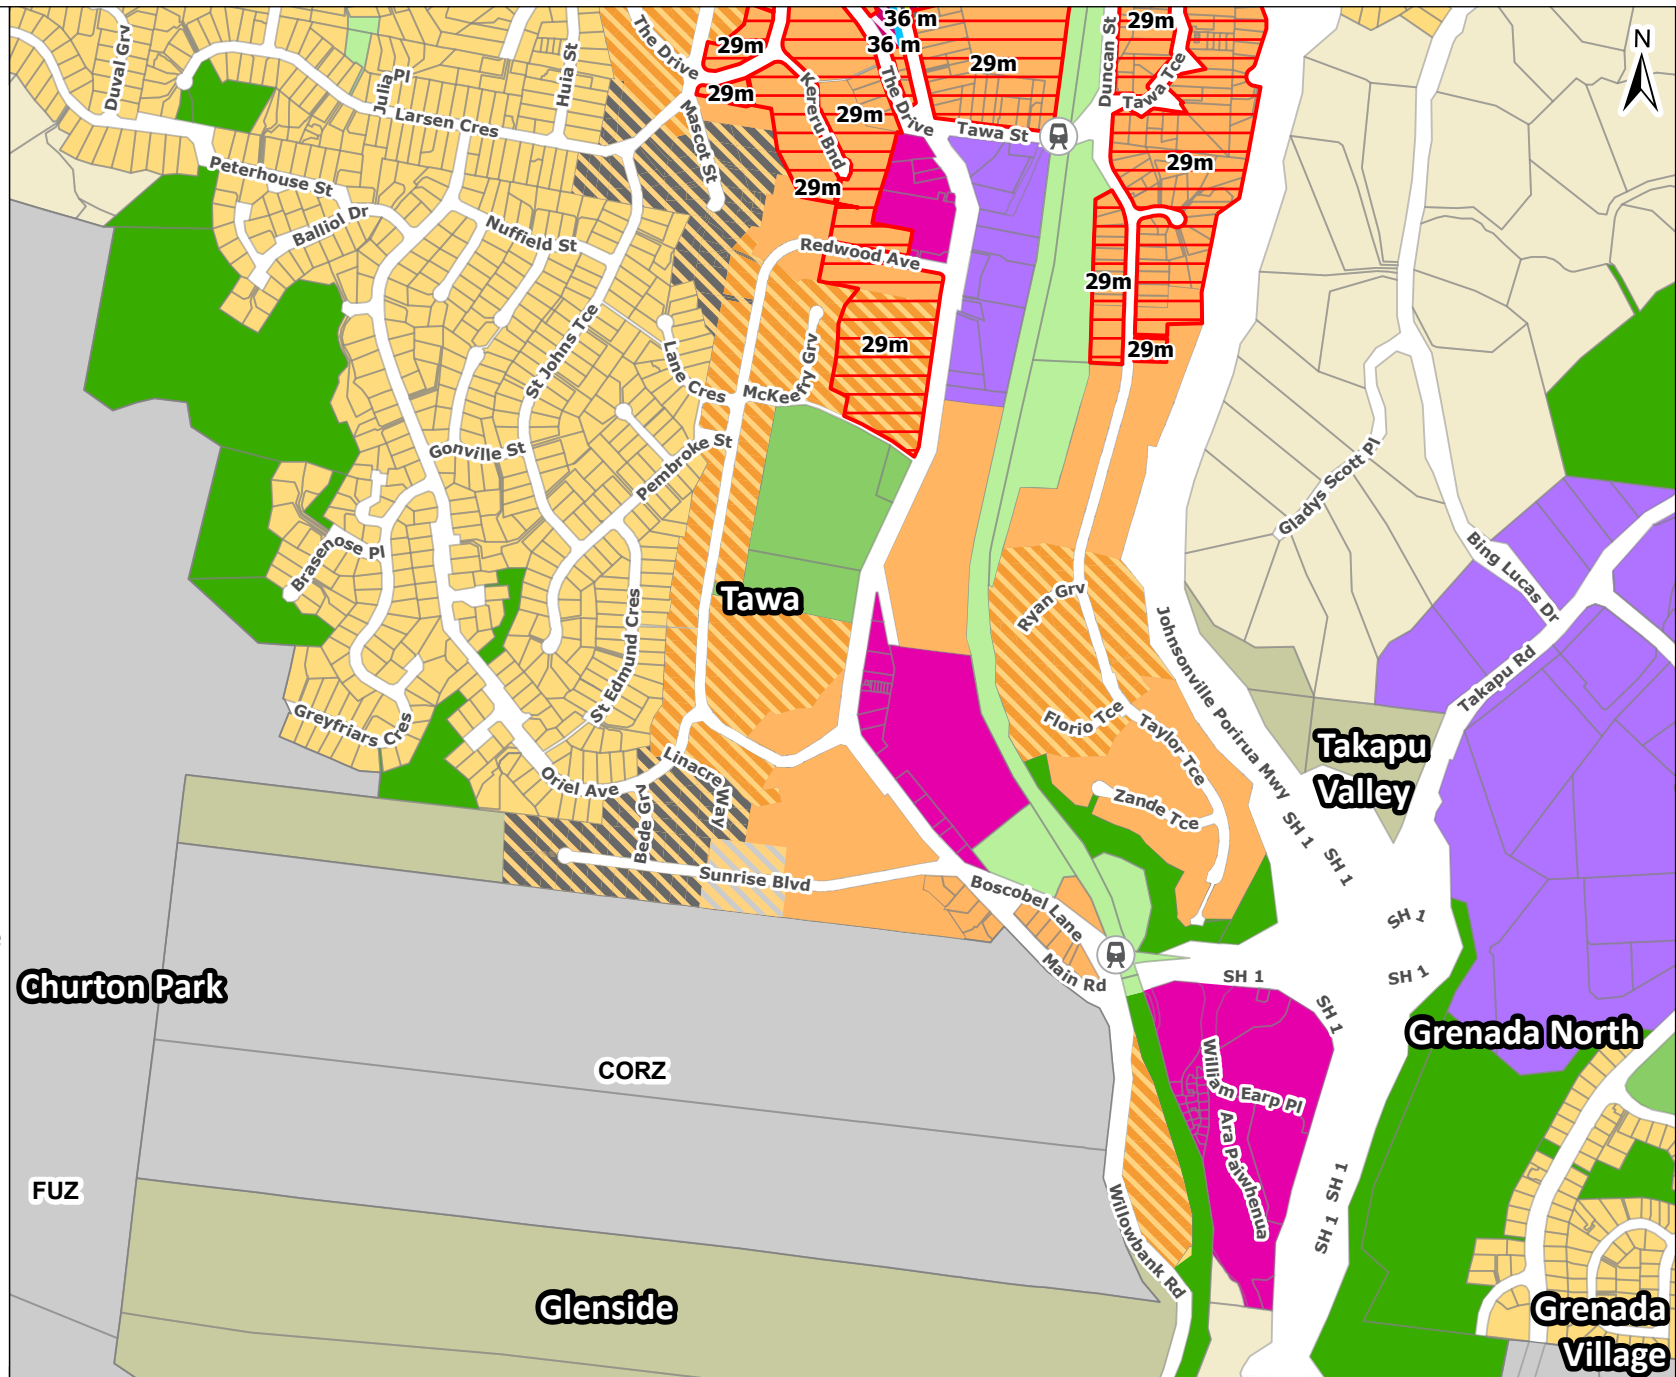 36 m
29m
29m
36 m
29m
N
The Drive
Duval Grv
Huia St
Julia Pl
Duncan St
Tawa Tce
29m
The Drive
Kereru Bnd
29m
Mascot St
Larsen Cres
Tawa St
Peterhouse St
29m
29m
Balliol Dr
Nuffield St
Redwood Ave
29m
St Johns Tce
Lane Cres
29m
29m
McKeefry Grv
Gonville St
Pembroke St
Gladys Scott Pl
Brasenose Pl
Bing Lucas Dr
Tawa
Ryan Grv
St Edmund Cres
Johnsonville Porirua Mwy
Takapu Rd
Greyfriars Cres
Florio Tce
Taylor Tce
Takapu
Valley
Linacre Way
Oriel Ave
Zande Tce
Bede Grv
SH 1
SH 1
Sunrise Blvd
Boscobel Lane
SH 1
Main Rd
SH 1
SH 1
Churton Park
SH 1
Grenada North
CORZ
William Earp Pl
Ara Paiwhenua
FUZ
SH 1
SH 1
Willowbank Rd
Glenside
Grenada
Village